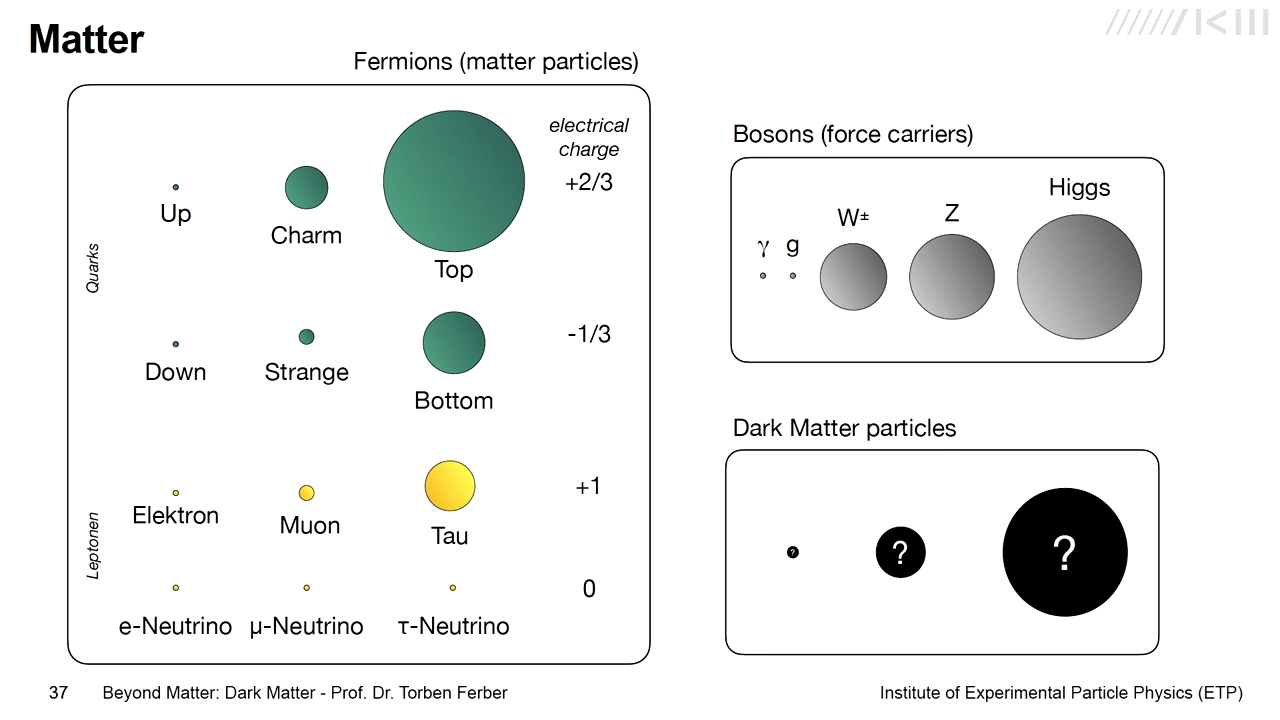 Matter
Fermions (matter particles)
electrical
charge
+2/3
Up
Charm
Top
Quarks
-1/3
Down
Strange
Bottom
+1
Elektron
Muon
Tau
Leptonen
0
e-Neutrino
μ-Neutrino
τ-Neutrino
Bosons (force carriers)
γ
g
W±
Z
Higgs
Dark Matter particles
?
?
?
37
Beyond Matter: Dark Matter - Prof. Dr. Torben Ferber
Institute of Experimental Particle Physics (ETP)